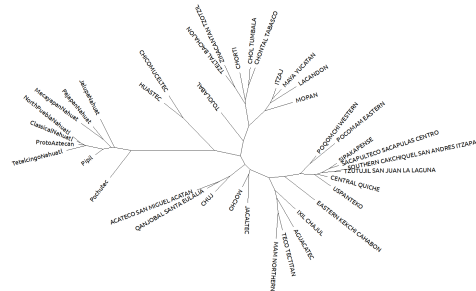 ZINACANTAN TZOTZIL
TZELTAL BACHAJON
CHORTI
CHOL TUMBALA
CHONTAL TABASCO
ITZAJ
MAYA YUCATAN
LACANDON
MOPAN
CHICOMUCELTEC
HUASTEC
TOJOLABAL
JalupaNahuat
PajapanNahuat
MecayapanNahuat
NorthPueblaNahuatl
ClassicalNahuatl
ProtoAztecan
TetelcingoNahuatl
Pipil
Pochutec
POQOMCHI WESTERN
POCOMAM EASTERN
SIPAKAPENSE
SACAPULTECO SACAPULAS CENTRO
SOUTHERN CAKCHIQUEL SAN ANDRES ITZAPA
TZUTUJIL SAN JUAN LA LAGUNA
CENTRAL QUICHE
USPANTEKO
EASTERN KEKCHI CAHABON
IXIL CHAJUL
AGUACATEC
TECO TECTITAN
MAM NORTHERN
JACALTEC
MOCHO
CHUJ
QANJOBAL SANTA EULALIA
ACATECO SAN MIGUEL ACATAN